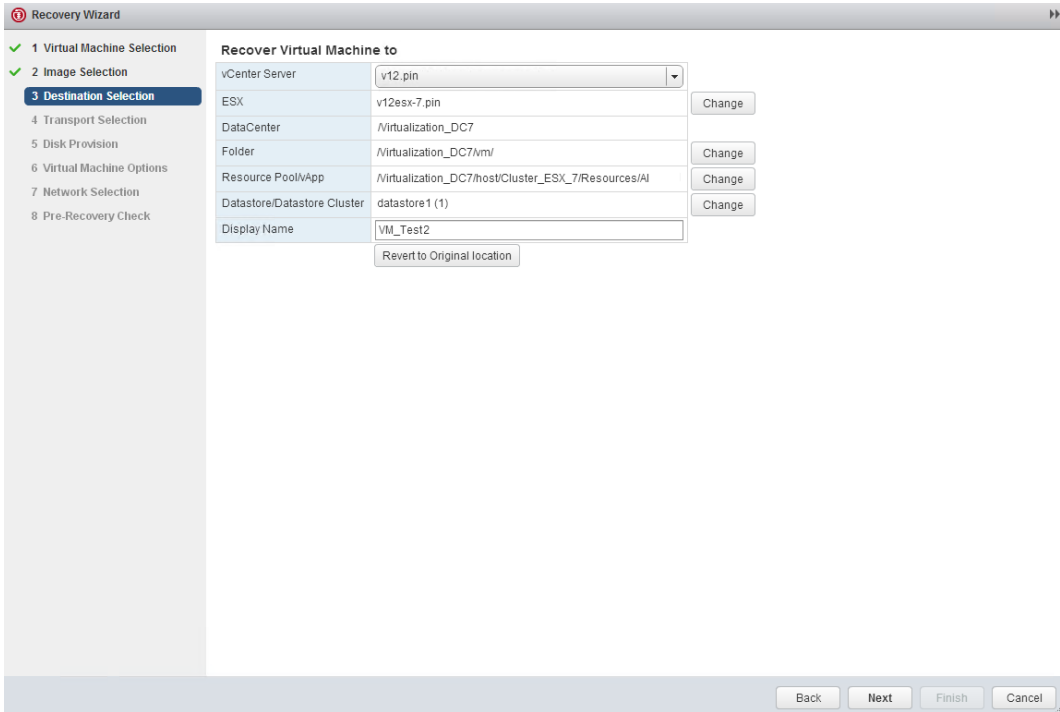 Recovery Wizard
1 Virtual Machine Selection
2 Image Selection
3 Destination Selection
4 Transport Selection
5 Disk Provision
6 Virtual Machine Options
7 Network Selection
8 Pre-Recovery Check
Recover Virtual Machine to
vCenter Server v12.pin
ESX v12esx-7.pin Change
DataCenter /Virtualization_DC7
Folder /Virtualization_DC7/vm/ Change
Resource Pool/vApp /Virtualization_DC7/host/Cluster_ESX_7/Resources/Al Change
Datastore/Datastore Cluster datastore1 (1) Change
Display Name VM_Test2
Revert to Original location
Back Next Finish Cancel